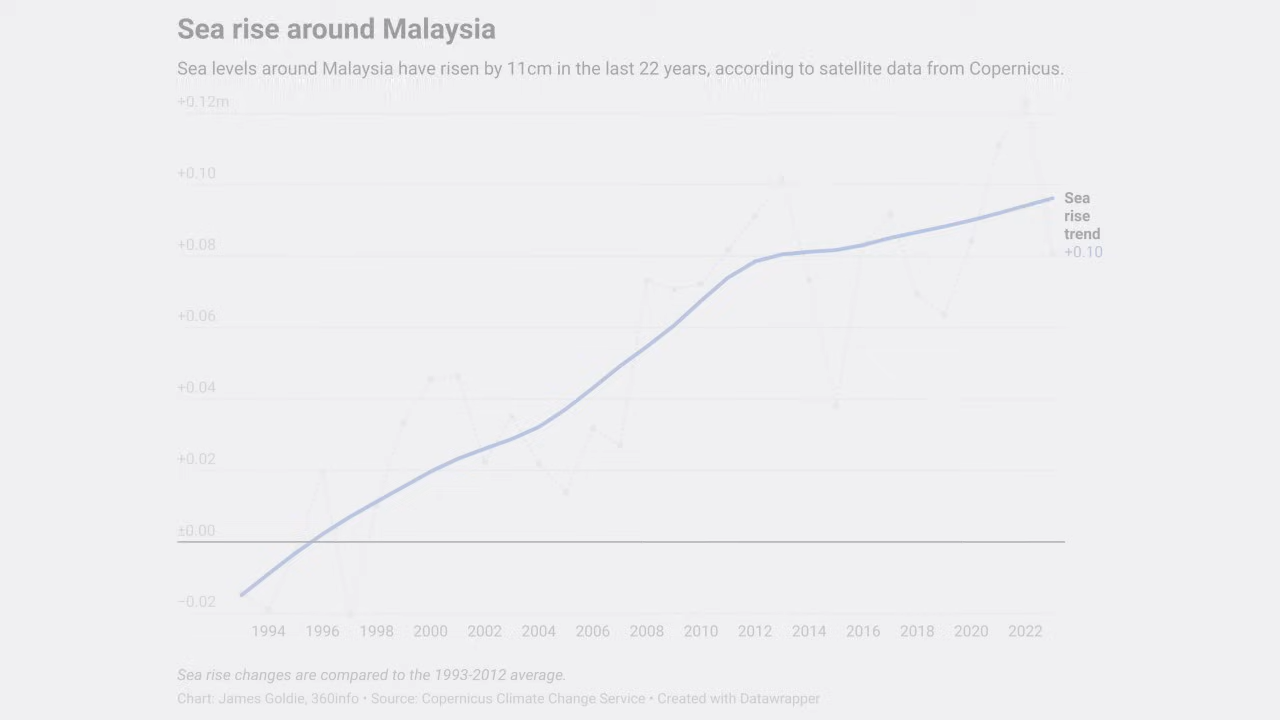 Sea rise around Malaysia
Sea levels around Malaysia have risen by 11cm in the last 22 years, according to satellite data from Copernicus.
+0.12m
+0.10
+0.08
+0.06
+0.04
+0.02
±0.00
−0.02
Sea
rise
trend
+0.10
1994 1996 1998 2000 2002 2004 2006 2008 2010 2012 2014 2016 2018 2020 2022
Sea rise changes are compared to the 1993-2012 average.
Chart: James Goldie, 360info • Source: Copernicus Climate Change Service • Created with Datawrapper